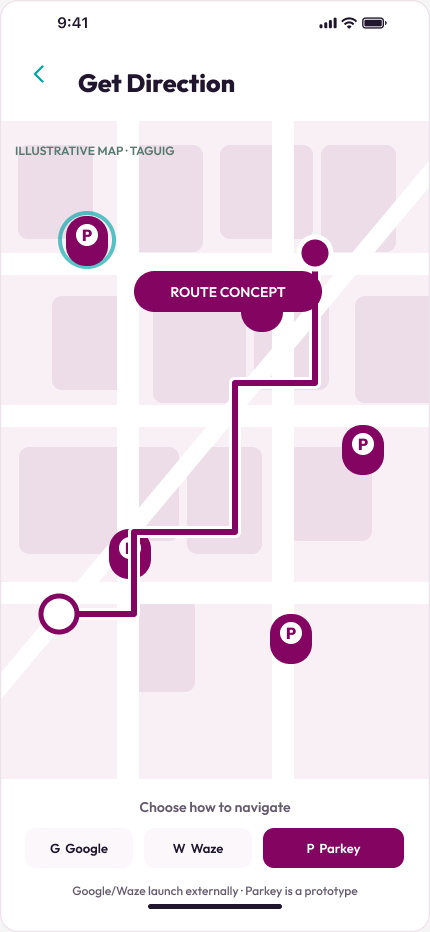 9:41
Get Direction
ILLUSTRATIVE MAP · TAGUIG
P
ROUTE CONCEPT
P
P
Choose how to navigate
G Google
W Waze
P Parkey
Google/Waze launch externally · Parkey is a prototype